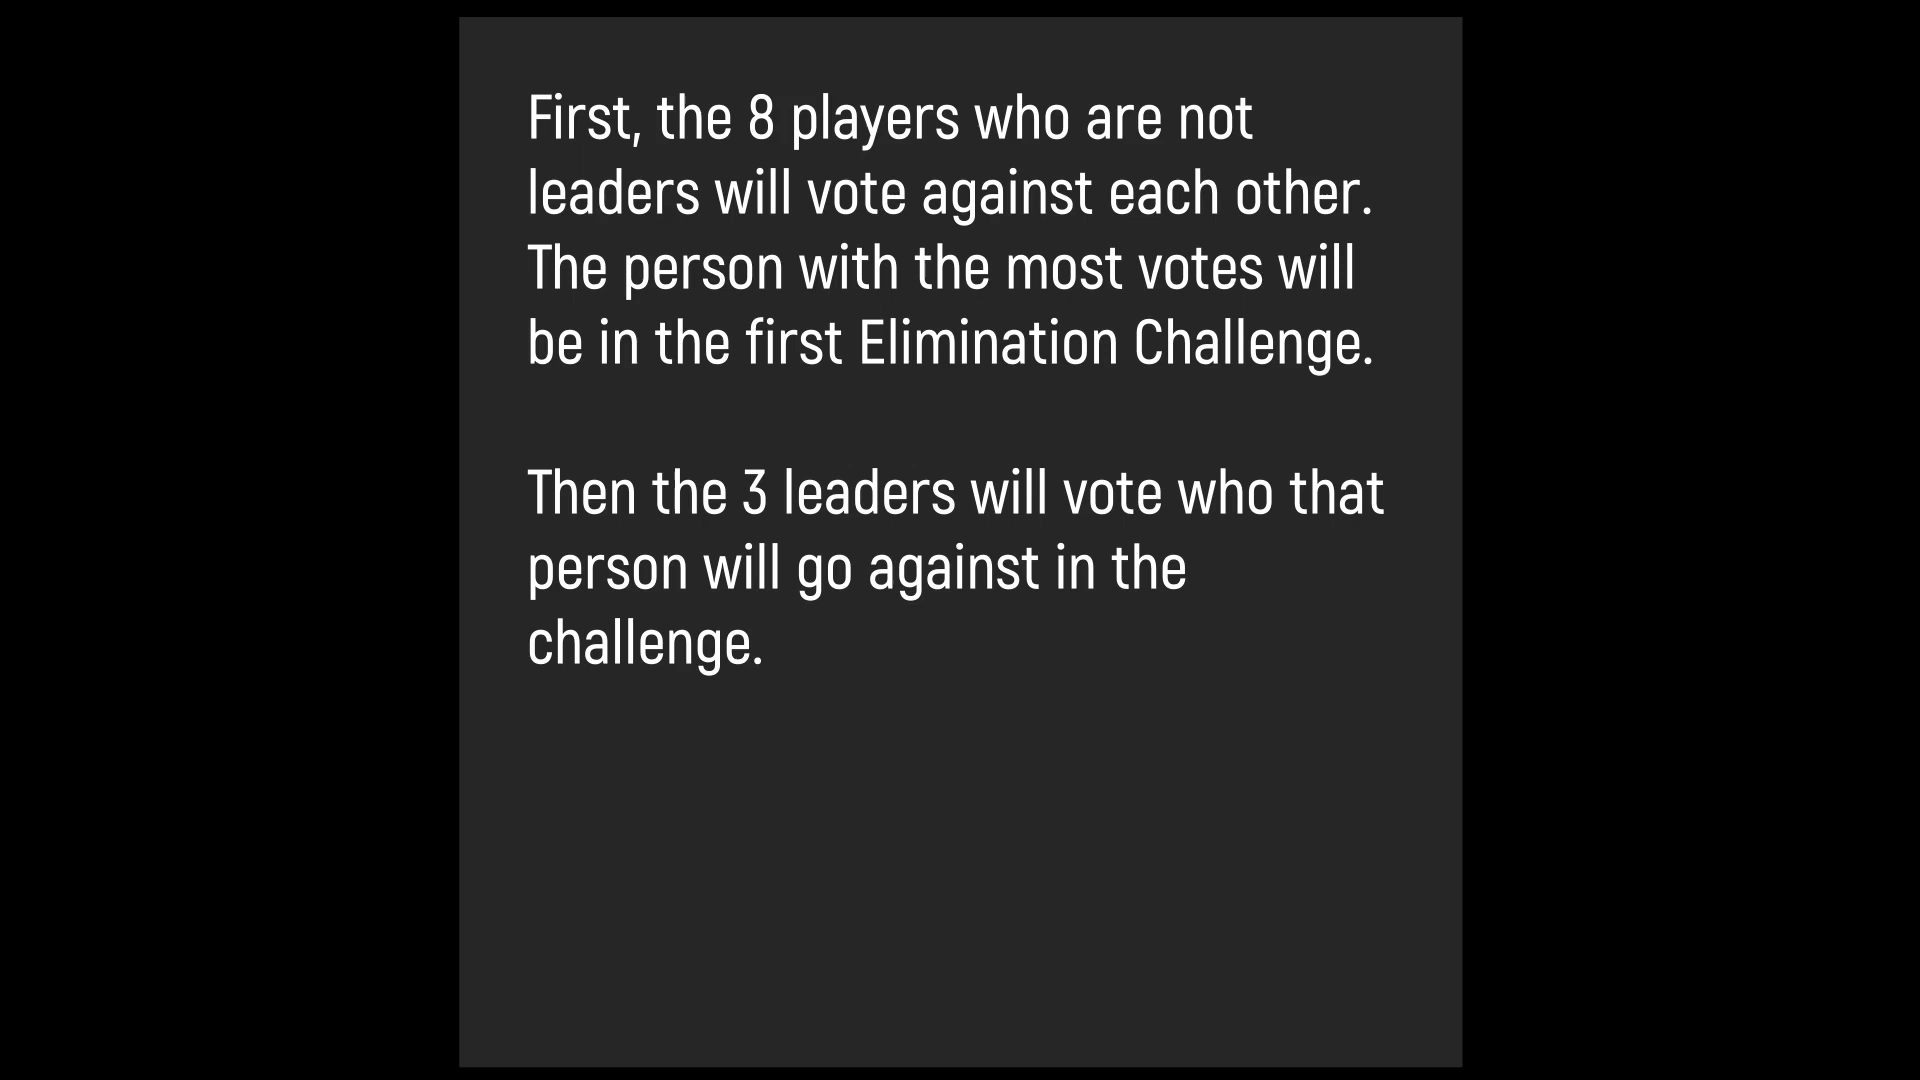 First, the 8 players who are not
leaders will vote against each other.
The person with the most votes will
be in the first Elimination Challenge.
Then the 3 leaders will vote who that
person will go against in the
challenge.